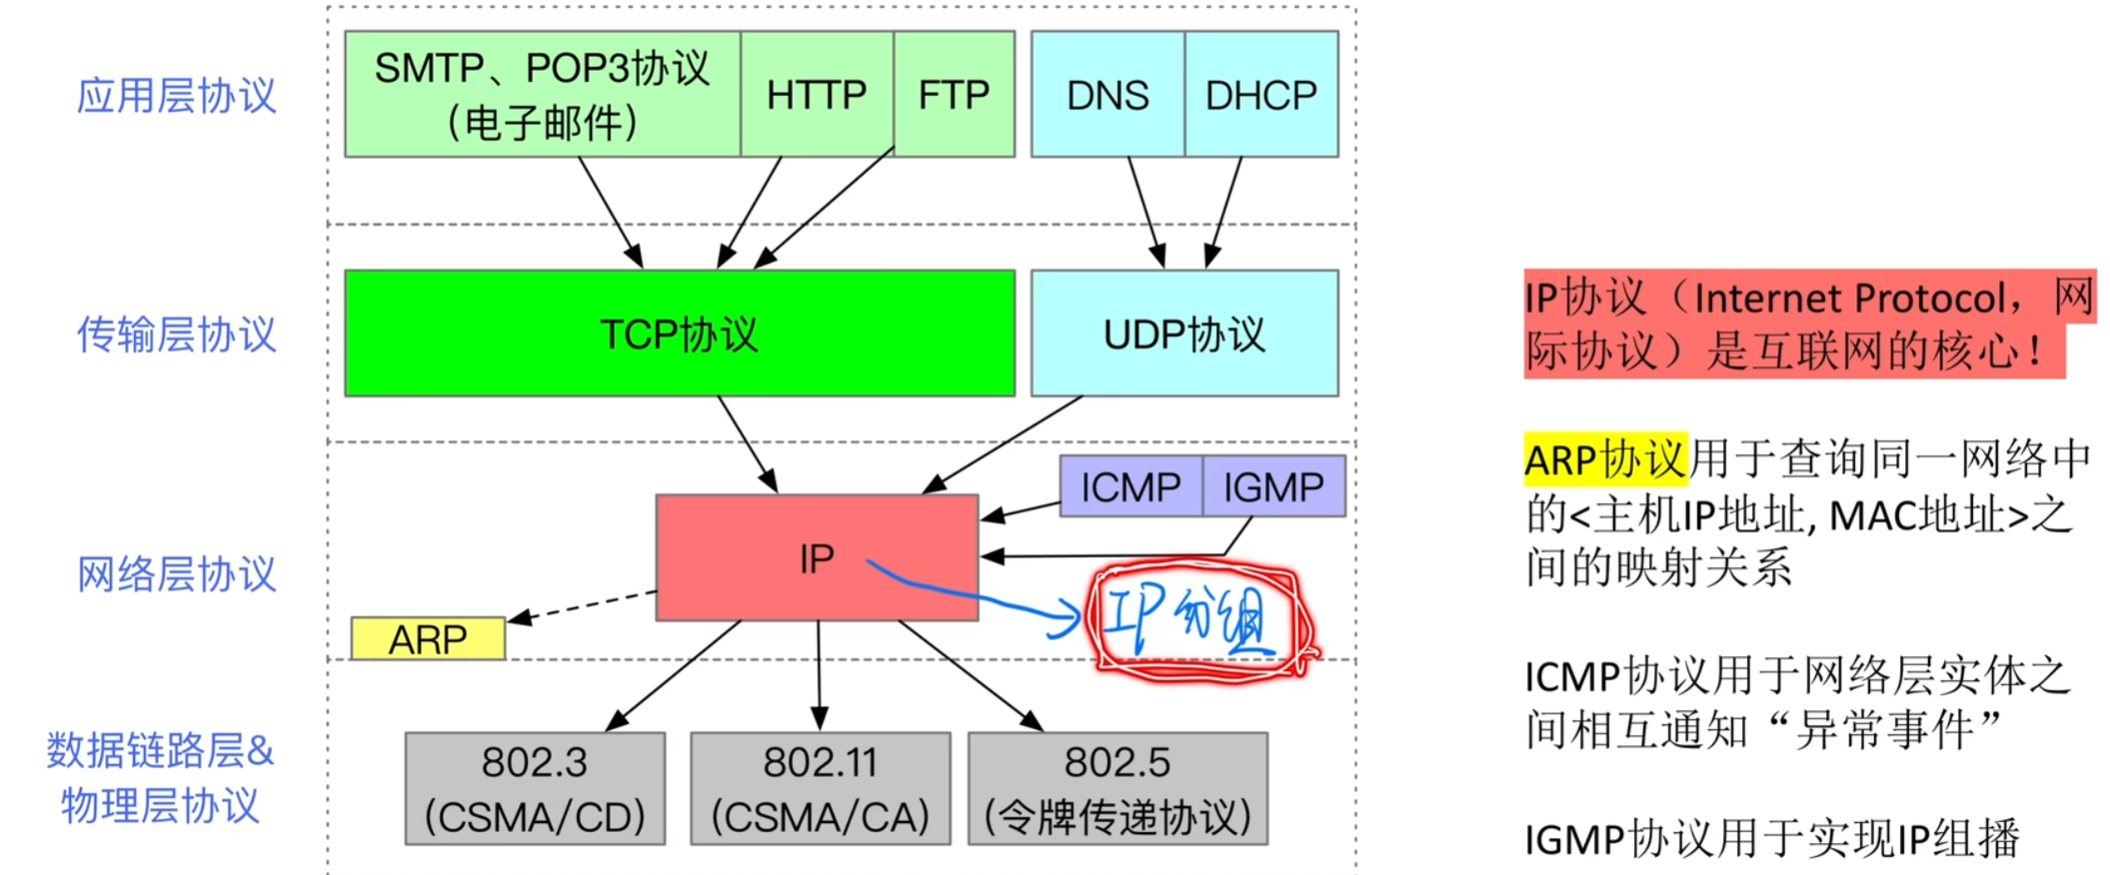 应用层协议
SMTP、POP3协议
（电子邮件）
HTTP
FTP
DNS
DHCP
传输层协议
TCP协议
UDP协议
网络层协议
ICMP
IGMP
IP
IP分组
ARP
数据链路层&
物理层协议
802.3
（CSMA/CD）
802.11
（CSMA/CA）
802.5
（令牌传递协议）
IP协议（Internet Protocol，网
际协议）是互联网的核心！
ARP协议用于查询同一网络中
的<主机IP地址, MAC地址>之
间的映射关系
ICMP协议用于网络层实体之
间相互通知“异常事件”
IGMP协议用于实现IP组播